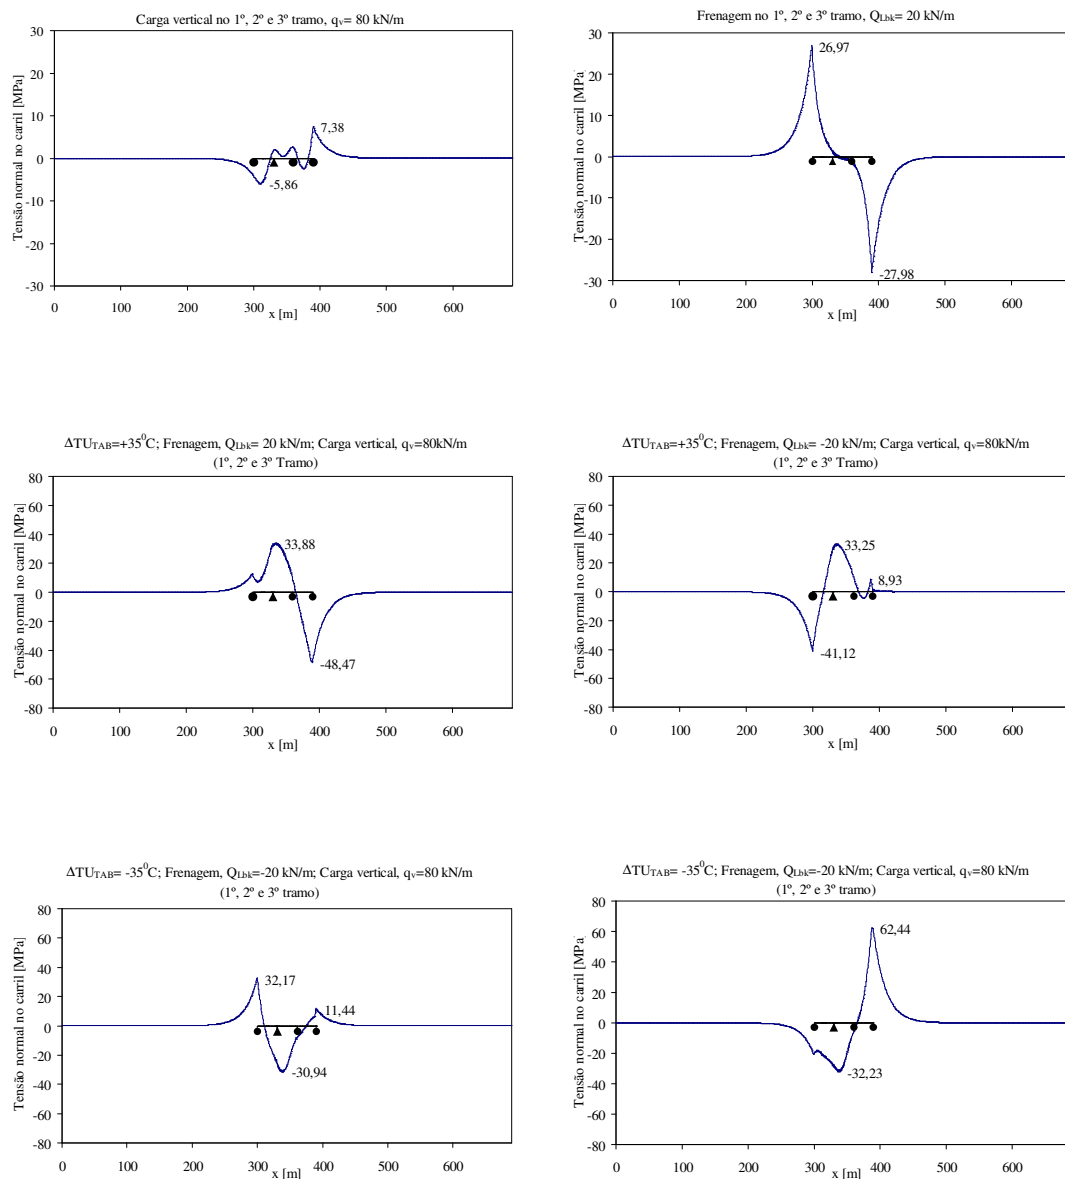 Carga vertical no 1º, 2º e 3º tramo, qv= 80 kN/m
Tensão normal no carril [MPa]
30
20
10
0
-10
-20
-30
7,38
-5,86
0 100 200 300 400 500 600
x [m]
Frenagem no 1º, 2º e 3º tramo, QLbk= 20 kN/m
Tensão normal no carril [MPa]
30
20
10
0
-10
-20
-30
26,97
-27,98
0 100 200 300 400 500 600
x [m]
ΔTUTAB=+35⁰C; Frenagem, QLbk= 20 kN/m; Carga vertical, qv=80kN/m
(1º, 2º e 3º Tramo)
Tensão normal no carril [MPa]
80
60
40
20
0
-20
-40
-60
-80
33,88
-48,47
0 100 200 300 400 500 600
x [m]
ΔTUTAB=+35⁰C; Frenagem, QLbk= -20 kN/m; Carga vertical, qv=80kN/m
(1º, 2º e 3º Tramo)
Tensão normal no carril [MPa]
80
60
40
20
0
-20
-40
-60
-80
33,25
8,93
-41,12
0 100 200 300 400 500 600
x [m]
ΔTUTAB= -35⁰C; Frenagem, QLbk=-20 kN/m; Carga vertical, qv=80 kN/m
(1º, 2º e 3º tramo)
Tensão normal no carril [MPa]
80
60
40
20
0
-20
-40
-60
-80
32,17
11,44
-30,94
0 100 200 300 400 500 600
x [m]
ΔTUTAB= -35⁰C; Frenagem, QLbk=-20 kN/m; Carga vertical, qv=80 kN/m
(1º, 2º e 3º tramo)
Tensão normal no carril [MPa]
80
60
40
20
0
-20
-40
-60
-80
62,44
-32,23
0 100 200 300 400 500 600
x [m]